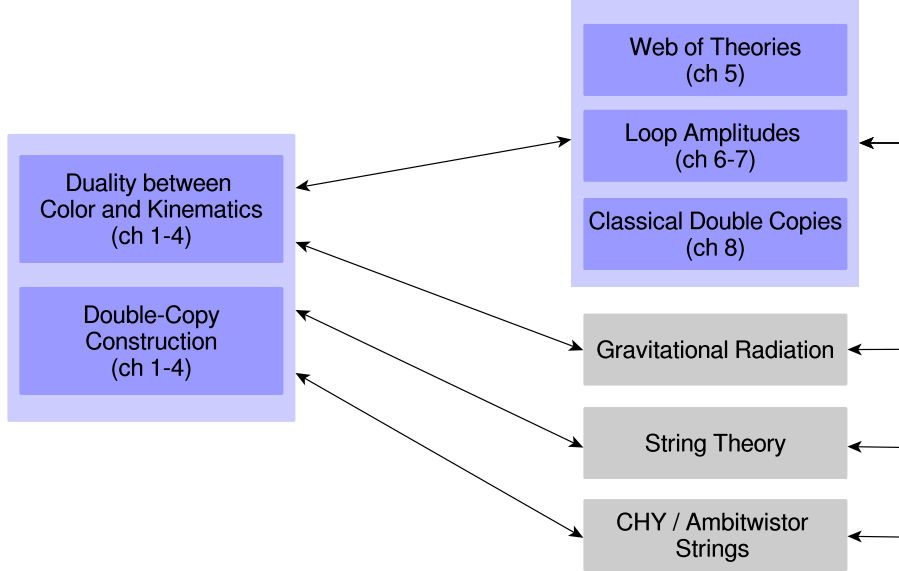 Duality between
Color and Kinematics
(ch 1-4)
Double-Copy
Construction
(ch 1-4)
Web of Theories
(ch 5)
Loop Amplitudes
(ch 6-7)
Classical Double Copies
(ch 8)
Gravitational Radiation
String Theory
CHY / Ambitwistor
Strings